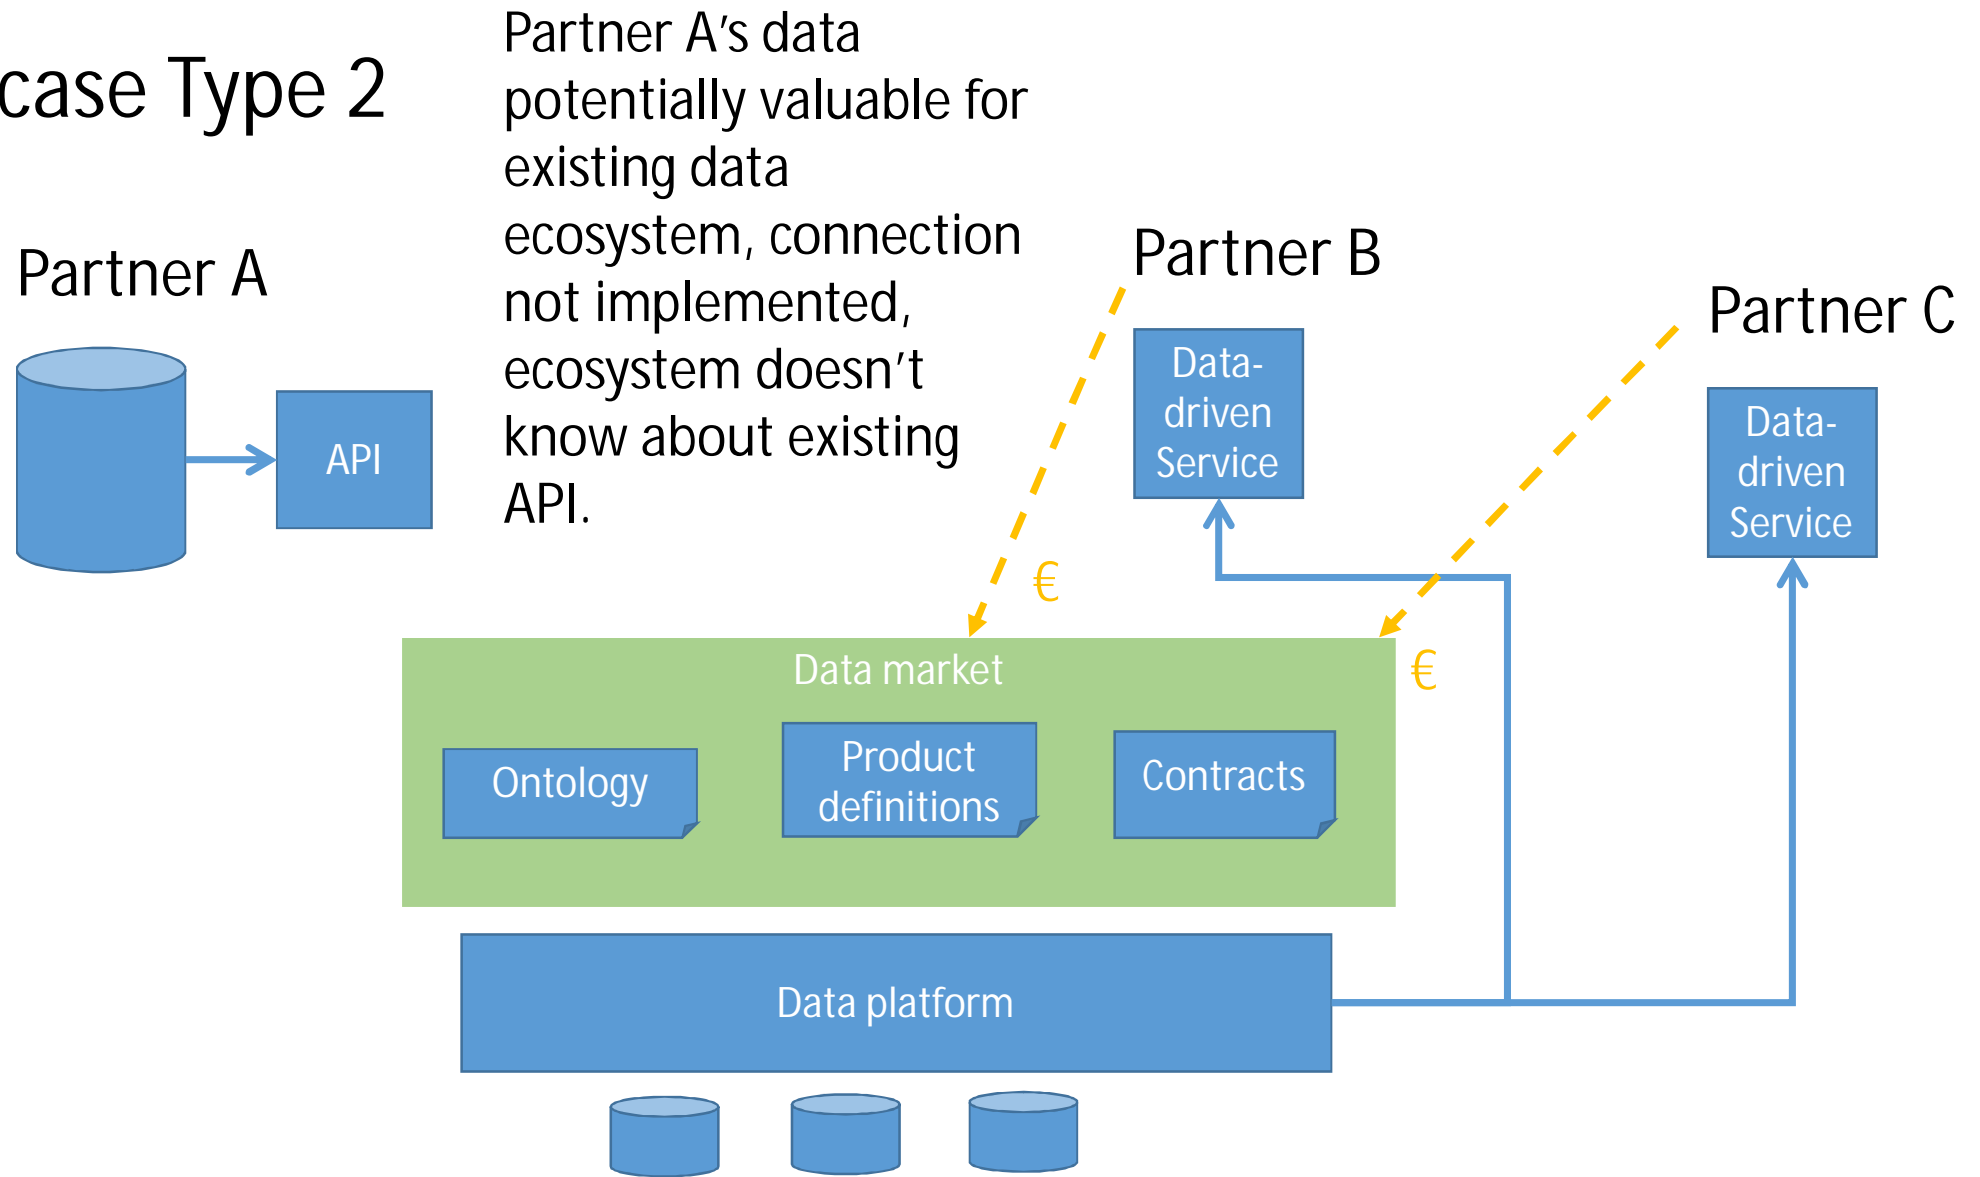 case Type 2
Partner A's data
potentially valuable for
existing data
ecosystem, connection
not implemented,
ecosystem doesn't
know about existing
API.
Partner A
API
Partner B
Data-
driven
Service
Partner C
Data-
driven
Service
€
€
Data market
Ontology
Product
definitions
Contracts
Data platform